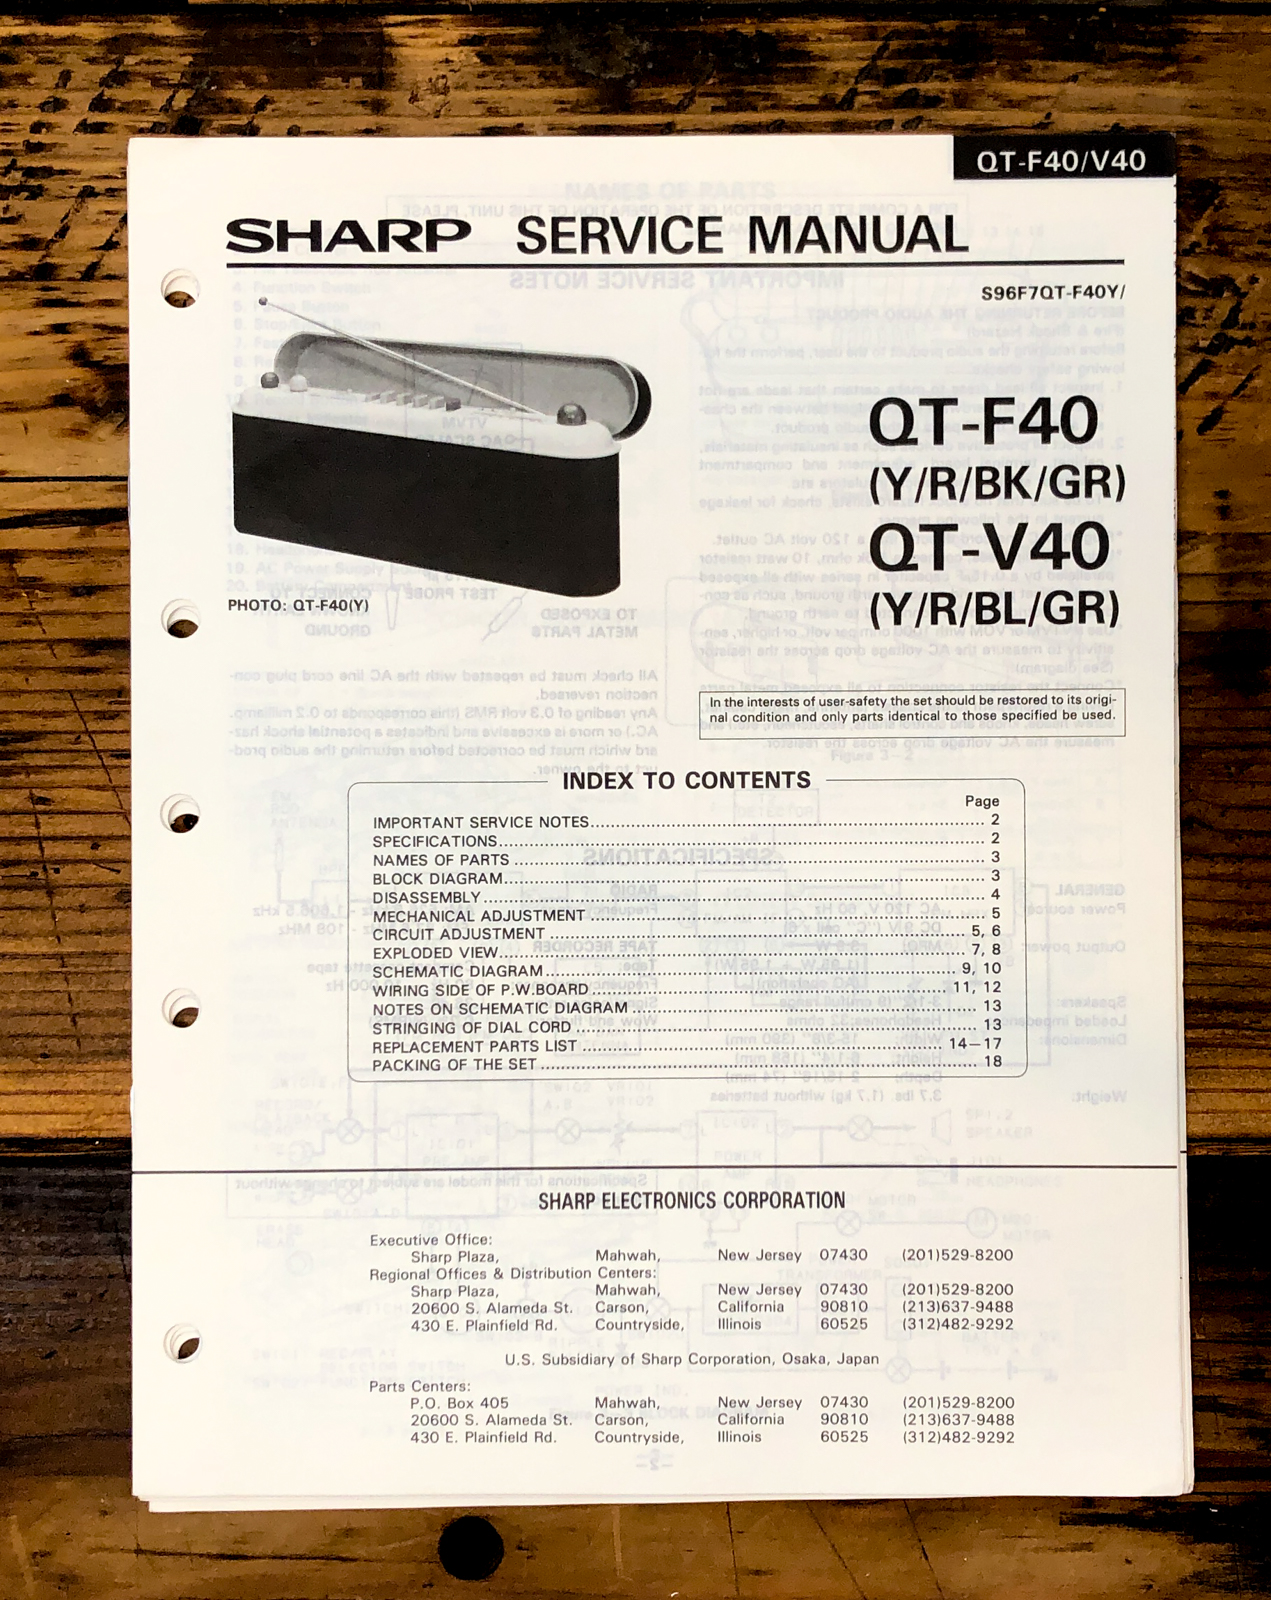 QT-F40/V40
SHARP SERVICE MANUAL
S96F7QT-F40Y/
QT-F40
(Y/R/BK/GR)
QT-V40
(Y/R/BL/GR)
PHOTO: QT-F40(Y)
In the interests of user-safety the set should be restored to its origi-
nal condition and only parts identical to those specified be used.
INDEX TO CONTENTS
Page
IMPORTANT SERVICE NOTES 2
SPECIFICATIONS 2
NAMES OF PARTS 3
BLOCK DIAGRAM 3
DISASSEMBLY 4
MECHANICAL ADJUSTMENT 5
CIRCUIT ADJUSTMENT 5, 6
EXPLODED VIEW 7, 8
SCHEMATIC DIAGRAM 9, 10
WIRING SIDE OF P.W.BOARD 11, 12
NOTES ON SCHEMATIC DIAGRAM 13
STRINGING OF DIAL CORD 13
REPLACEMENT PARTS LIST 14–17
PACKING OF THE SET 18
SHARP ELECTRONICS CORPORATION
Executive Office:
Sharp Plaza, Mahwah, New Jersey 07430 (201)529-8200
Regional Offices & Distribution Centers:
Sharp Plaza, Mahwah, New Jersey 07430 (201)529-8200
20600 S. Alameda St. Carson, California 90810 (213)637-9488
430 E. Plainfield Rd. Countryside, Illinois 60525 (312)482-9292
U.S. Subsidiary of Sharp Corporation, Osaka, Japan
Parts Centers:
P.O. Box 405 Mahwah, New Jersey 07430 (201)529-8200
20600 S. Alameda St. Carson, California 90810 (213)637-9488
430 E. Plainfield Rd. Countryside, Illinois 60525 (312)482-9292